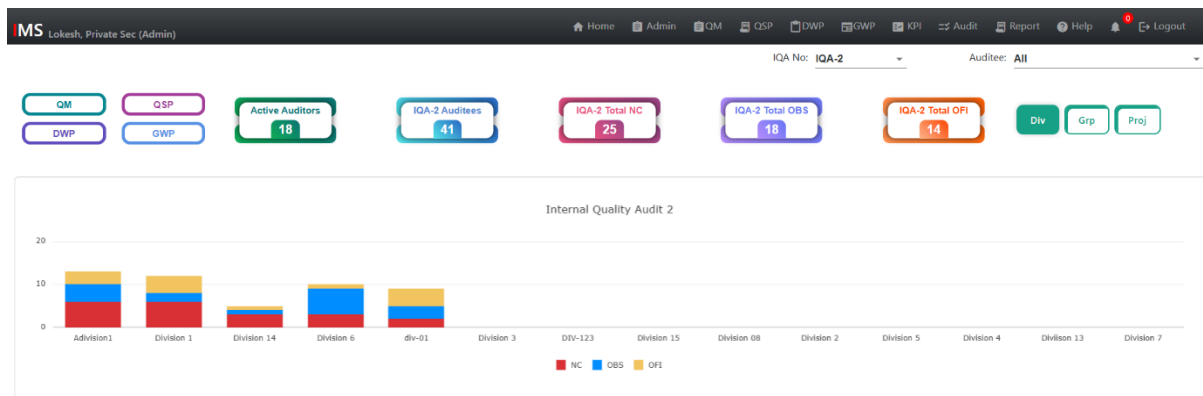 IMS Lokesh, Private Sec (Admin) Home Admin QM QSP DWP GWP KPI Audit Report Help 0 Logout
IQA No: IQA-2 Auditee: All
QM QSP
DWP GWP
Active Auditors
18
IQA-2 Auditees
41
IQA-2 Total NC
25
IQA-2 Total OBS
18
IQA-2 Total OFI
14
Div Grp Proj
Internal Quality Audit 2
20
10
0
Adivision1 Division 1 Division 14 Division 6 div-01 Division 3 DIV-123 Division 15 Division 08 Division 2 Division 5 Division 4 Divilson 13 Division 7
NC OBS OFI